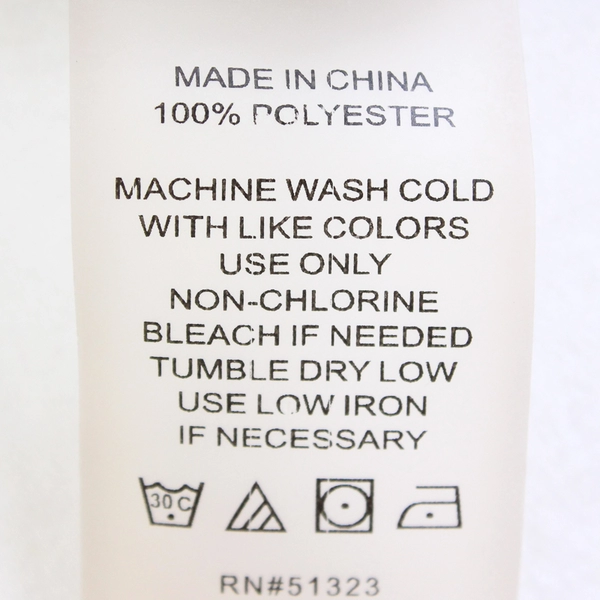 MADE IN CHINA
100% POLYESTER
MACHINE WASH COLD
WITH LIKE COLORS
USE ONLY
NON-CHLORINE
BLEACH IF NEEDED
TUMBLE DRY LOW
USE LOW IRON
IF NECESSARY
30 C
RN#51323